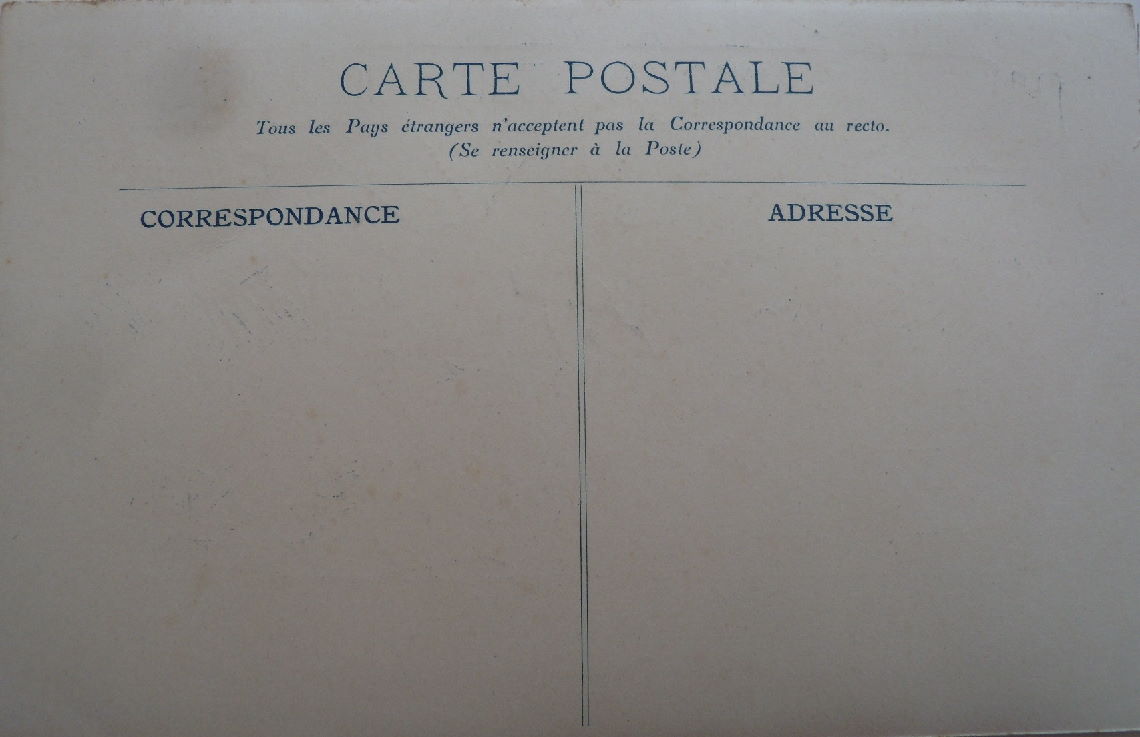 CARTE POSTALE
Tous les Pays étrangers n'acceptent pas la Correspondance au recto.
(Se renseigner à la Poste)
CORRESPONDANCE
ADRESSE